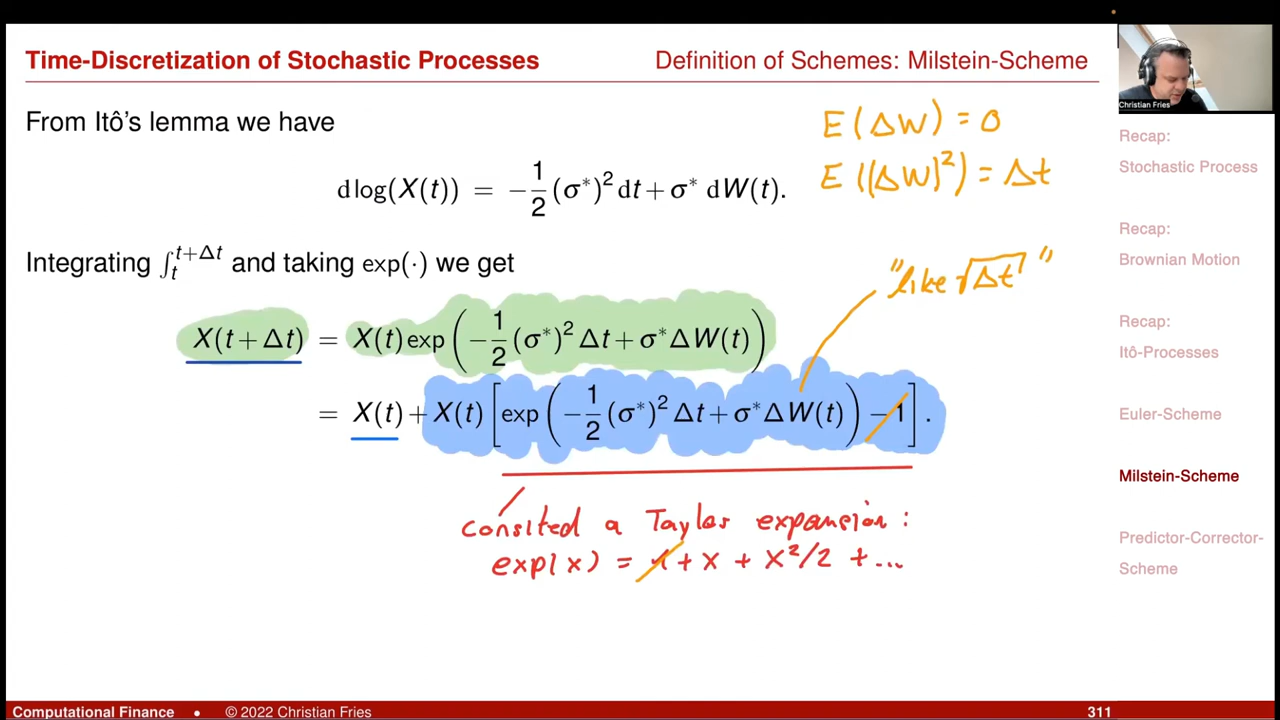 Time-Discretization of Stochastic Processes
Definition of Schemes: Milstein-Scheme
Christian Fries
From Itô's lemma we have
E(ΔW) = 0
E((ΔW)²) = Δt
d log(X(t)) = −1/2 (σ*)² dt + σ* dW(t).
Integrating ∫_t^{t+Δt} and taking exp(·) we get
"like √Δt"
X(t + Δt) = X(t) exp(−1/2 (σ*)² Δt + σ* ΔW(t))
= X(t) + X(t) [exp(−1/2 (σ*)² Δt + σ* ΔW(t)) − 1].
consited a Taylor expansion:
exp(x) = 1 + x + x²/2 + ...
Recap:
Stochastic Process
Recap:
Brownian Motion
Recap:
Itô-Processes
Euler-Scheme
Milstein-Scheme
Predictor-Corrector-
Scheme
Computational Finance • © 2022 Christian Fries
311